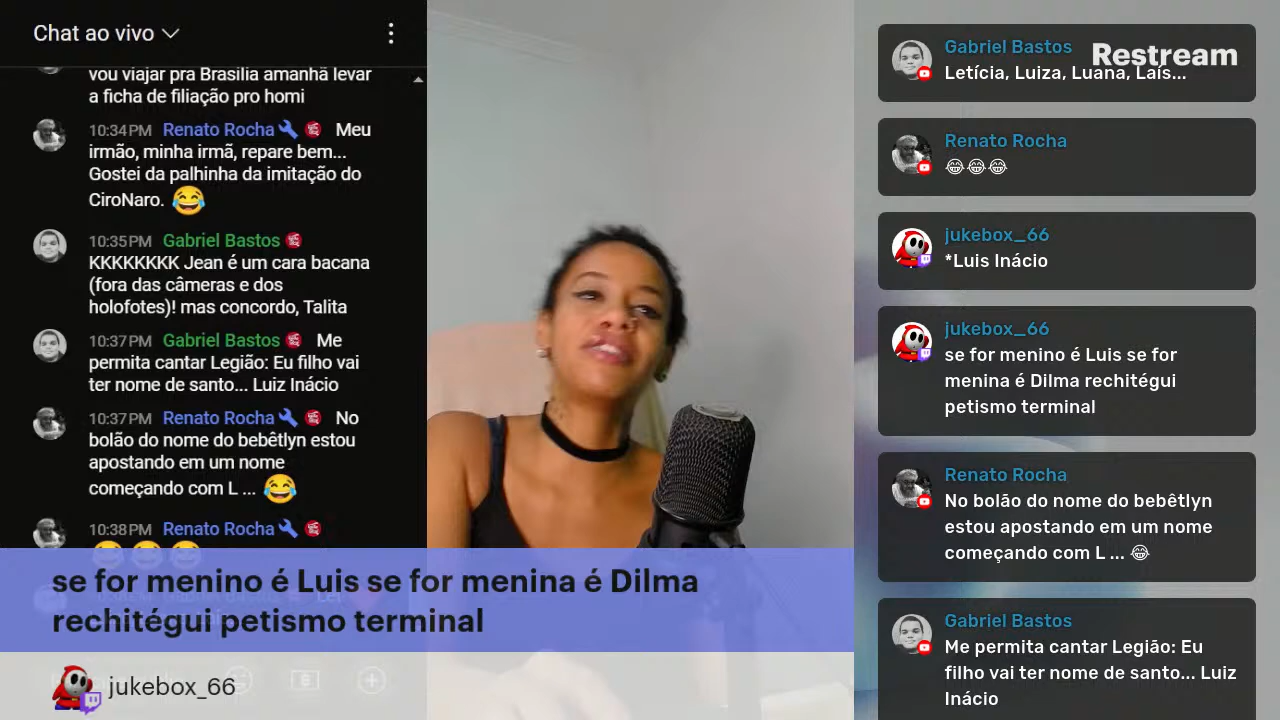 Chat ao vivo
vou viajar pra Brasilia amanhã levar
a ficha de filiação pro homi
10:34 PM Renato Rocha Meu
irmão, minha irmã, repare bem...
Gostei da palhinha da imitação do
CiroNaro. 😂
10:35 PM Gabriel Bastos
KKKKKKKK Jean é um cara bacana
(fora das câmeras e dos
holofotes)! mas concordo, Talita
10:37 PM Gabriel Bastos Me
permita cantar Legião: Eu filho vai
ter nome de santo... Luiz Inácio
10:37 PM Renato Rocha No
bolão do nome do bebêtlyn estou
apostando em um nome
começando com L ... 😂
10:38 PM Renato Rocha
😂😂😂
se for menino é Luis se for menina é Dilma
rechitégui petismo terminal
jukebox_66
Restream
Gabriel Bastos
Letícia, Luiza, Luana, Laís...
Renato Rocha
😂😂😂
jukebox_66
*Luis Inácio
jukebox_66
se for menino é Luis se for
menina é Dilma rechitégui
petismo terminal
Renato Rocha
No bolão do nome do bebêtlyn
estou apostando em um nome
começando com L ... 😂
Gabriel Bastos
Me permita cantar Legião: Eu
filho vai ter nome de santo... Luiz
Inácio